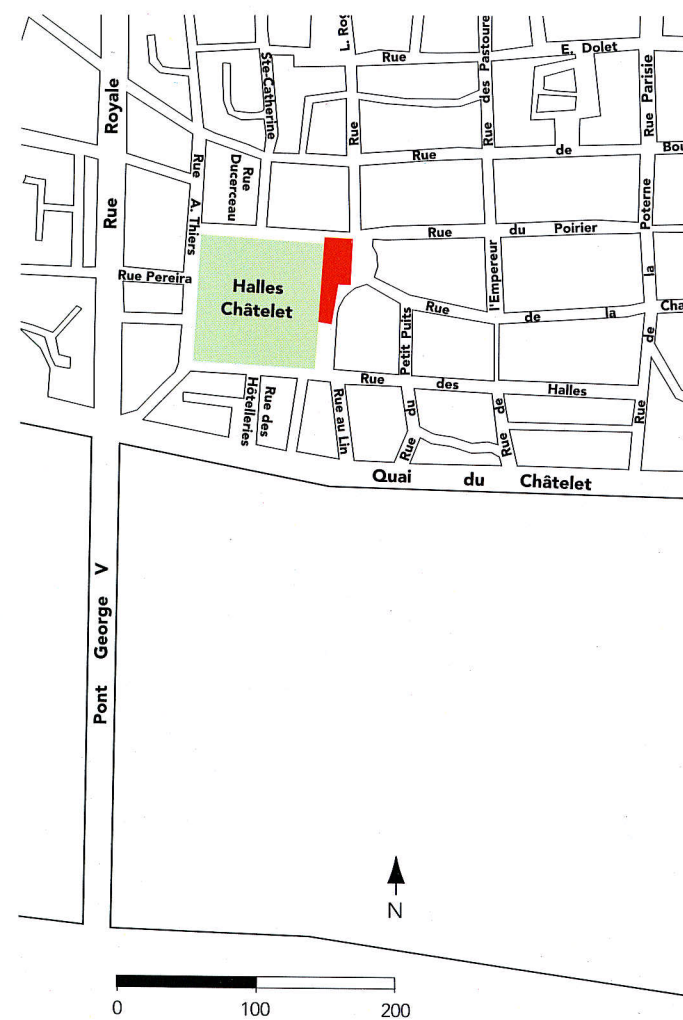 Royale
Rue
Ste-Catherine
L. Rog
Rue
des Pastoure
Rue
E. Dolet
Rue Parisie
Rue
Rue
Rue
Ducerceau
Rue
A. Thiers
Rue
de
Bou
Poterne
la
de
Rue
Rue
du
Poirier
l'Empereur
de
Rue
Rue Pereira
Halles
Châtelet
Rue
de
la
Cha
Petit Puits
du
Rue
Rue
des
Halles
Hôtelleries
Rue des
Rue au Lin
Quai
du
Châtelet
Pont George V
N
0
100
200